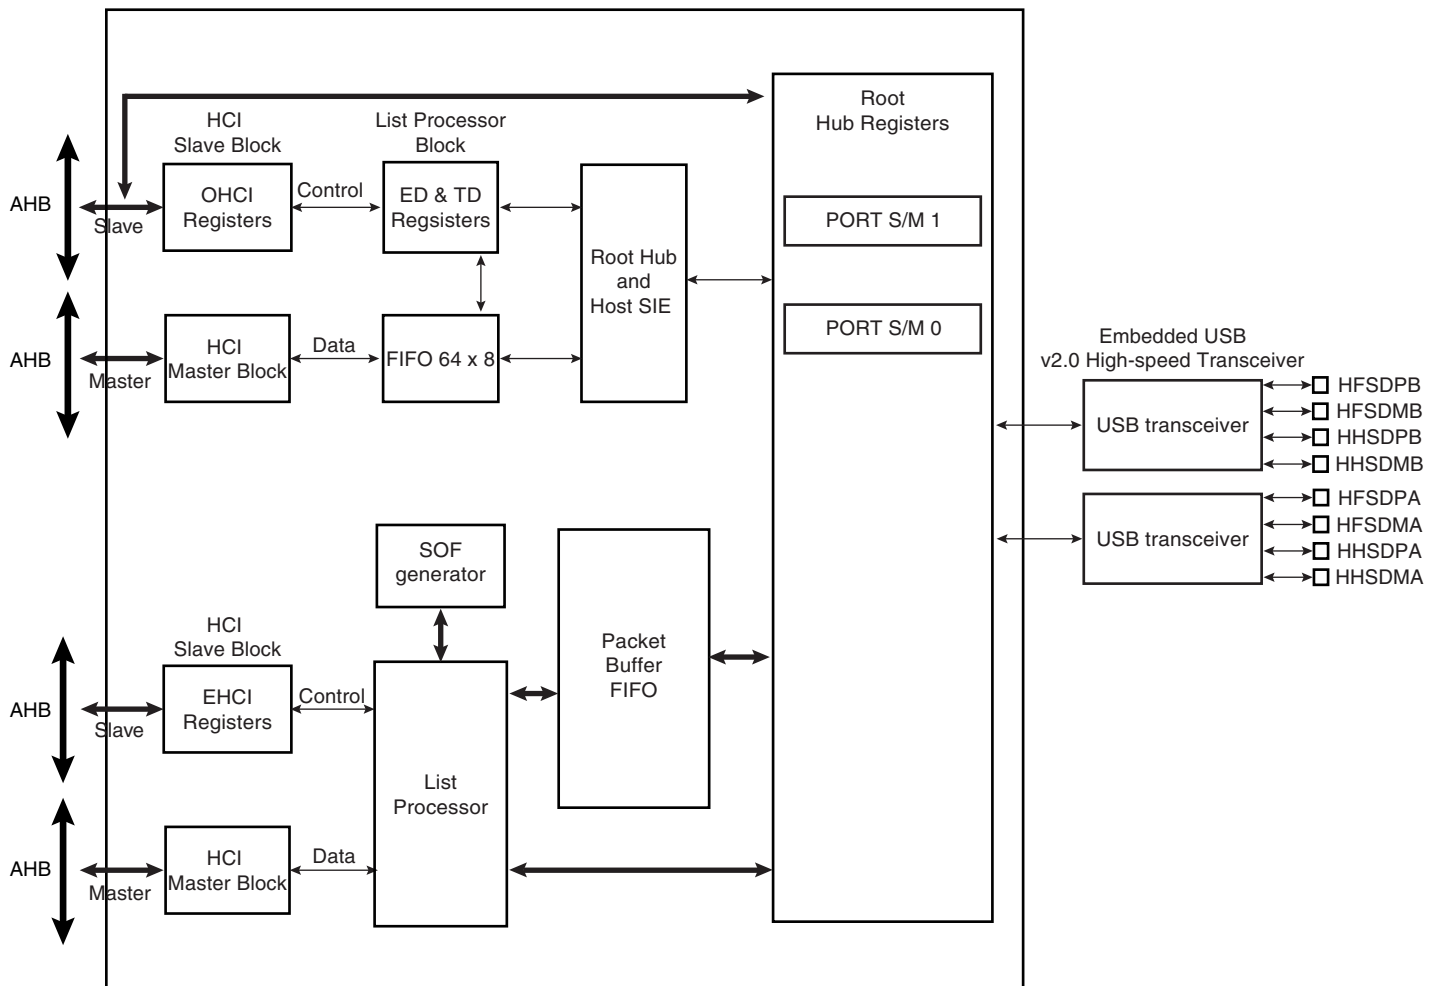 Root
Hub Registers
HCI
Slave Block
List Processor
Block
AHB
Slave
OHCI
Registers
Control
ED & TD
Regsisters
PORT S/M 1
Root Hub
and
Host SIE
PORT S/M 0
AHB
Master
HCI
Master Block
Data
FIFO 64 x 8
Embedded USB
v2.0 High-speed Transceiver
USB transceiver
HFSDPB
HFSDMB
HHSDPB
HHSDMB
USB transceiver
HFSDPA
HFSDMA
HHSDPA
HHSDMA
SOF
generator
HCI
Slave Block
Packet
Buffer
FIFO
AHB
Slave
EHCI
Registers
Control
List
Processor
AHB
Master
HCI
Master Block
Data